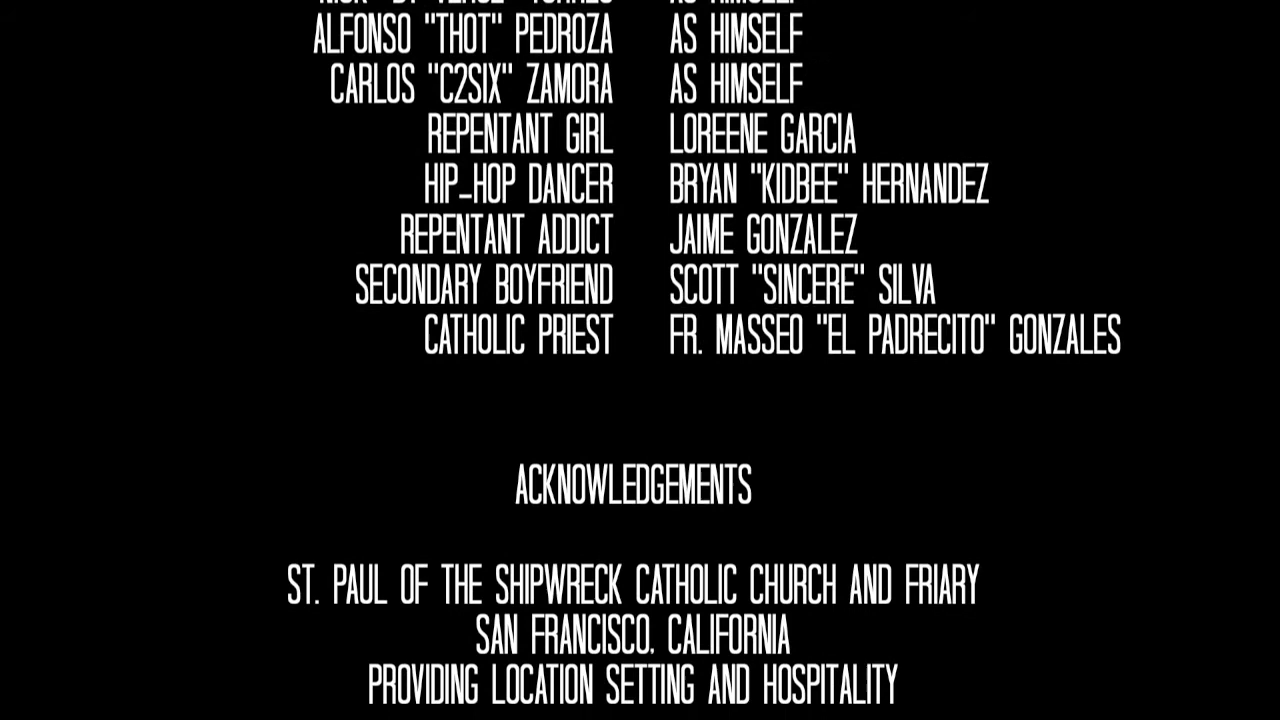 AS HIMSELF
ALFONSO "THOT" PEDROZA AS HIMSELF
CARLOS "C2SIX" ZAMORA AS HIMSELF
REPENTANT GIRL LOREENE GARCIA
HIP-HOP DANCER BRYAN "KIDBEE" HERNANDEZ
REPENTANT ADDICT JAIME GONZALEZ
SECONDARY BOYFRIEND SCOTT "SINCERE" SILVA
CATHOLIC PRIEST FR. MASSEO "EL PADRECITO" GONZALES
ACKNOWLEDGEMENTS
ST. PAUL OF THE SHIPWRECK CATHOLIC CHURCH AND FRIARY
SAN FRANCISCO, CALIFORNIA
PROVIDING LOCATION SETTING AND HOSPITALITY